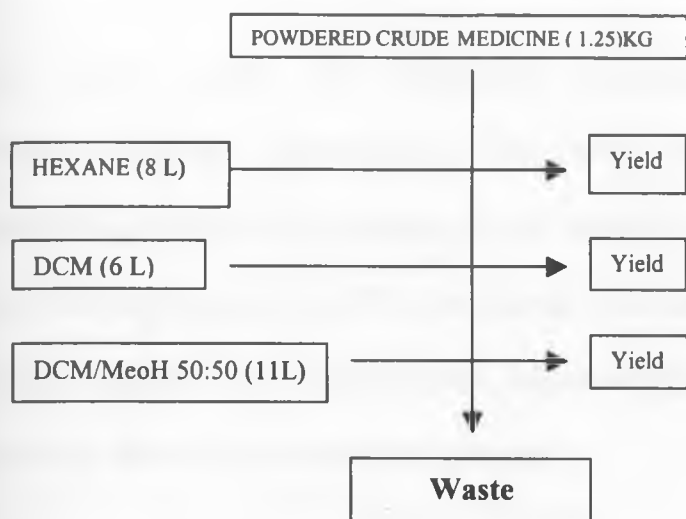 POWDERED CRUDE MEDICINE ( 1.25)KG
HEXANE (8 L)
Yield
DCM (6 L)
Yield
DCM/MeoH 50:50 (11L)
Yield
Waste